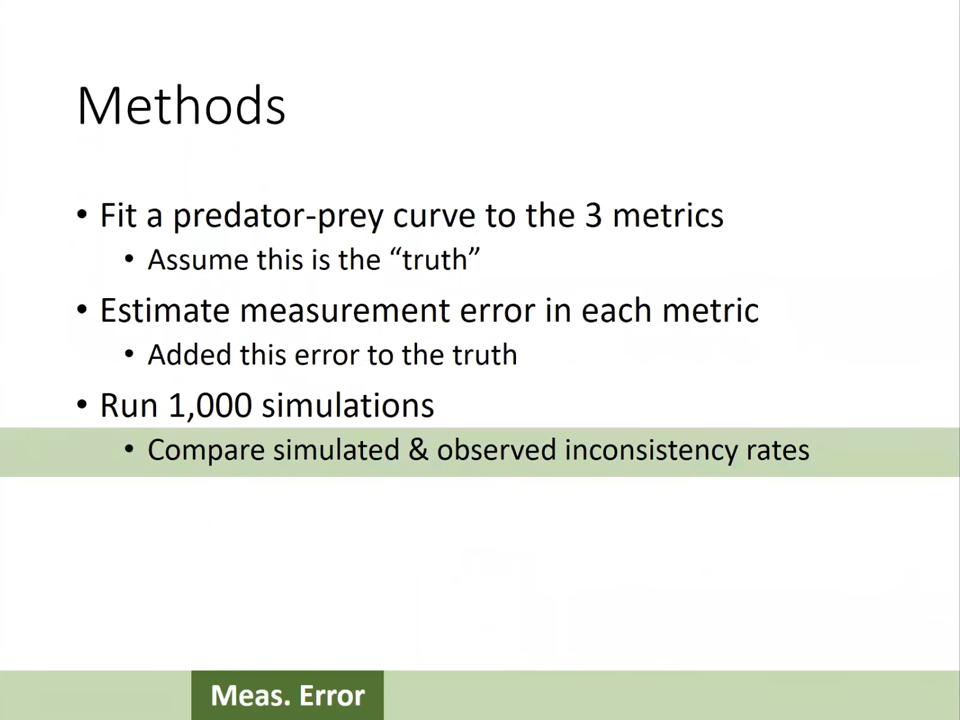 Methods
• Fit a predator-prey curve to the 3 metrics
• Assume this is the “truth”
• Estimate measurement error in each metric
• Added this error to the truth
• Run 1,000 simulations
• Compare simulated & observed inconsistency rates
Meas. Error